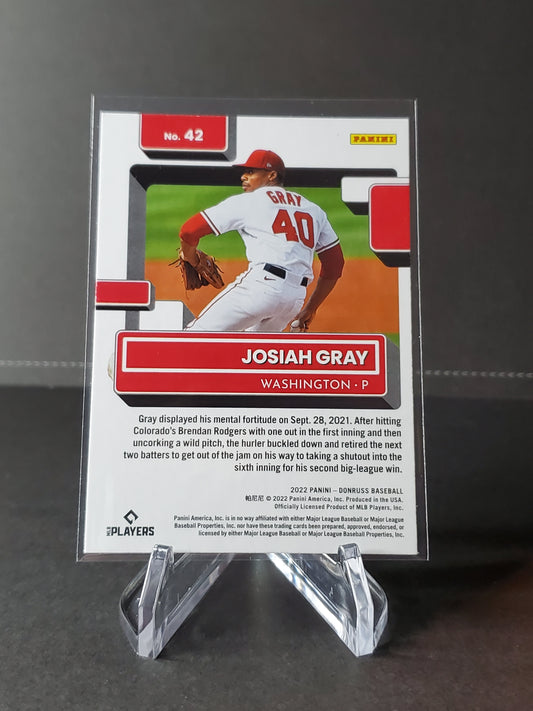 No. 42
PANINI
GRAY
40
JOSIAH GRAY
WASHINGTON • P
Gray displayed his mental fortitude on Sept. 28, 2021. After hitting
Colorado's Brendan Rodgers with one out in the first inning and then
uncorking a wild pitch, the hurler buckled down and retired the next
two batters to get out of the jam on his way to taking a shutout into the
sixth inning for his second big-league win.
2022 PANINI – DONRUSS BASEBALL
帕尼尼 © 2022 Panini America, Inc. Produced in the USA.
Officially Licensed Product of MLB Players, Inc.
MLB PLAYERS
Panini America, Inc. is in no way affiliated with either Major League Baseball or Major League
Baseball Properties, Inc. nor have these trading cards been prepared, approved, endorsed, or
licensed by either Major League Baseball or Major League Baseball Properties, Inc.